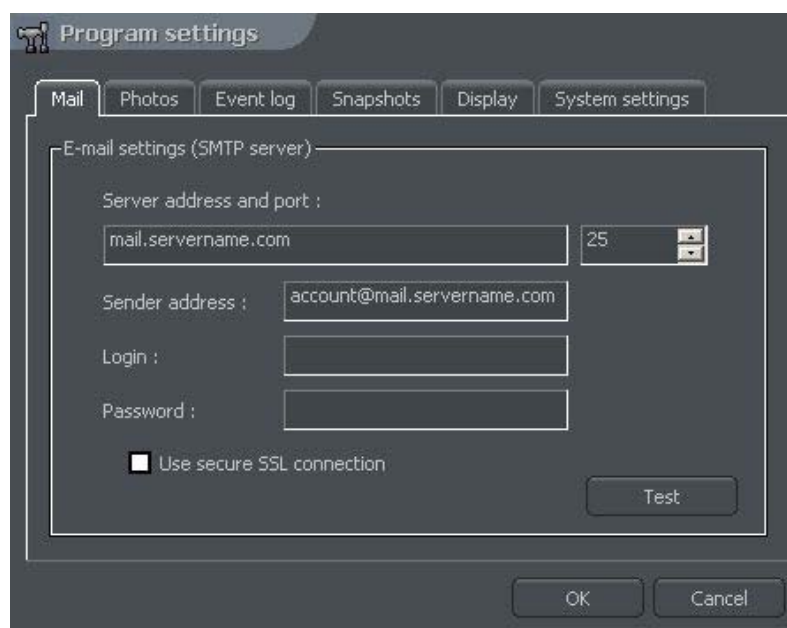 Program settings
Mail Photos Event log Snapshots Display System settings
E-mail settings (SMTP server)
Server address and port :
mail.servername.com 25
Sender address : account@mail.servername.com
Login :
Password :
Use secure SSL connection
Test
OK Cancel